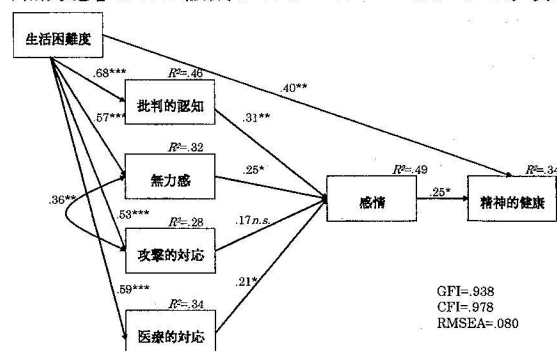 生活困難度
.68***
R²=.46
批判的認知
.40**
.57***
.31**
R²=.32
無力感
.25*
R²=.49
感情
.25*
R²=.34
精神的健康
.36**
.53***
R²=.28
攻撃的対応
.17n.s.
.59***
.21*
R²=.34
医療的対応
GFI=.938
CFI=.978
RMSEA=.080